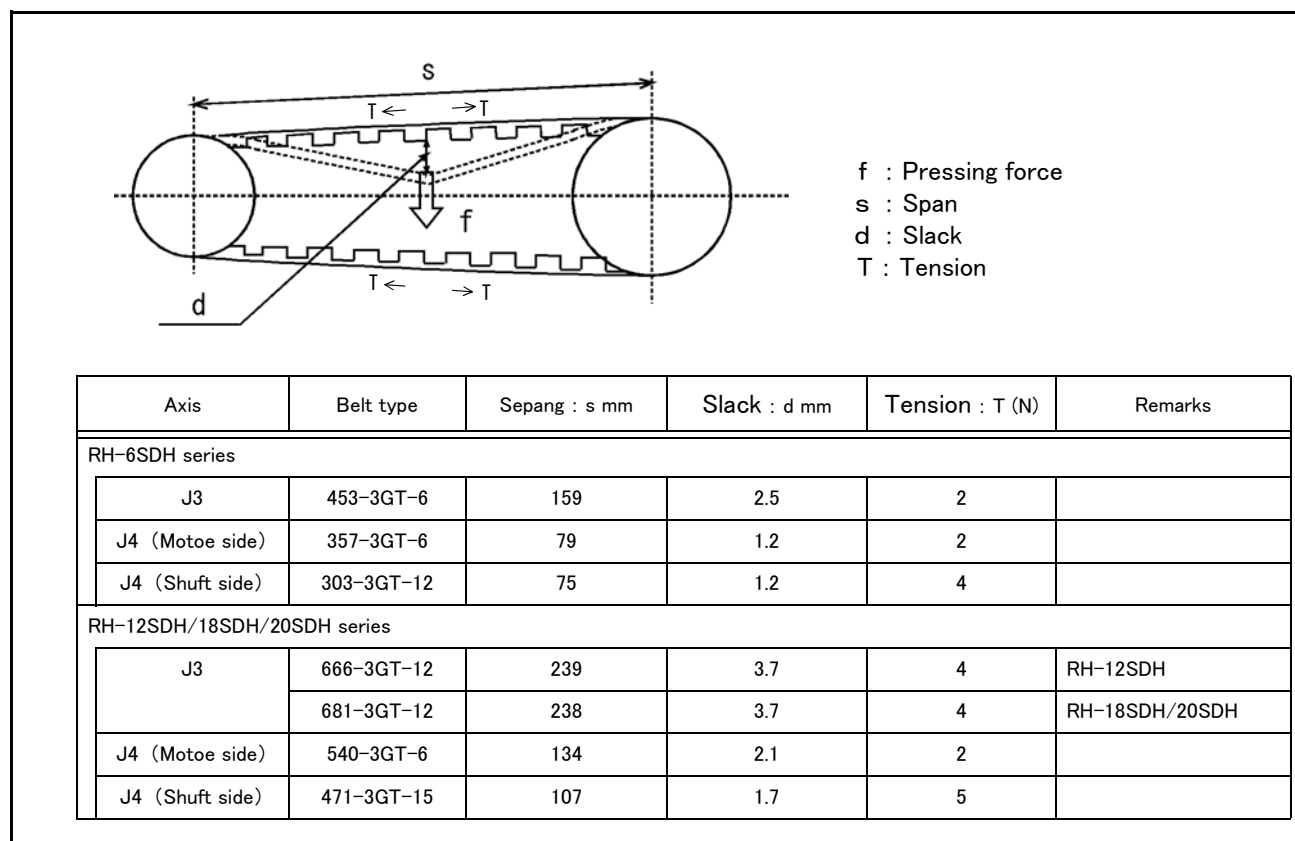 s
T ← → T
f : Pressing force
s : Span
f
d : Slack
T : Tension
T ← → T
d
Axis Belt type Sepang : s mm Slack : d mm Tension : T (N) Remarks
RH-6SDH series
J3 453-3GT-6 159 2.5 2
J4 (Motoe side) 357-3GT-6 79 1.2 2
J4 (Shuft side) 303-3GT-12 75 1.2 4
RH-12SDH/18SDH/20SDH series
J3 666-3GT-12 239 3.7 4 RH-12SDH
681-3GT-12 238 3.7 4 RH-18SDH/20SDH
J4 (Motoe side) 540-3GT-6 134 2.1 2
J4 (Shuft side) 471-3GT-15 107 1.7 5